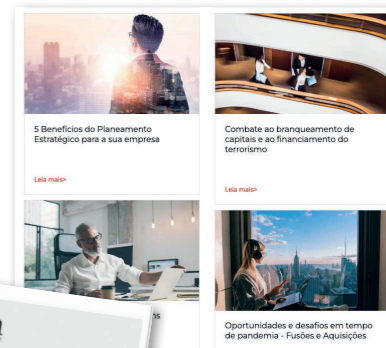 5 Benefícios do Planeamento
Estratégico para a sua empresa
Leia mais>
Combate ao branqueamento de
capitais e ao financiamento do
terrorismo
Leia mais>
Oportunidades e desafios em tempo
de pandemia - Fusões e Aquisições